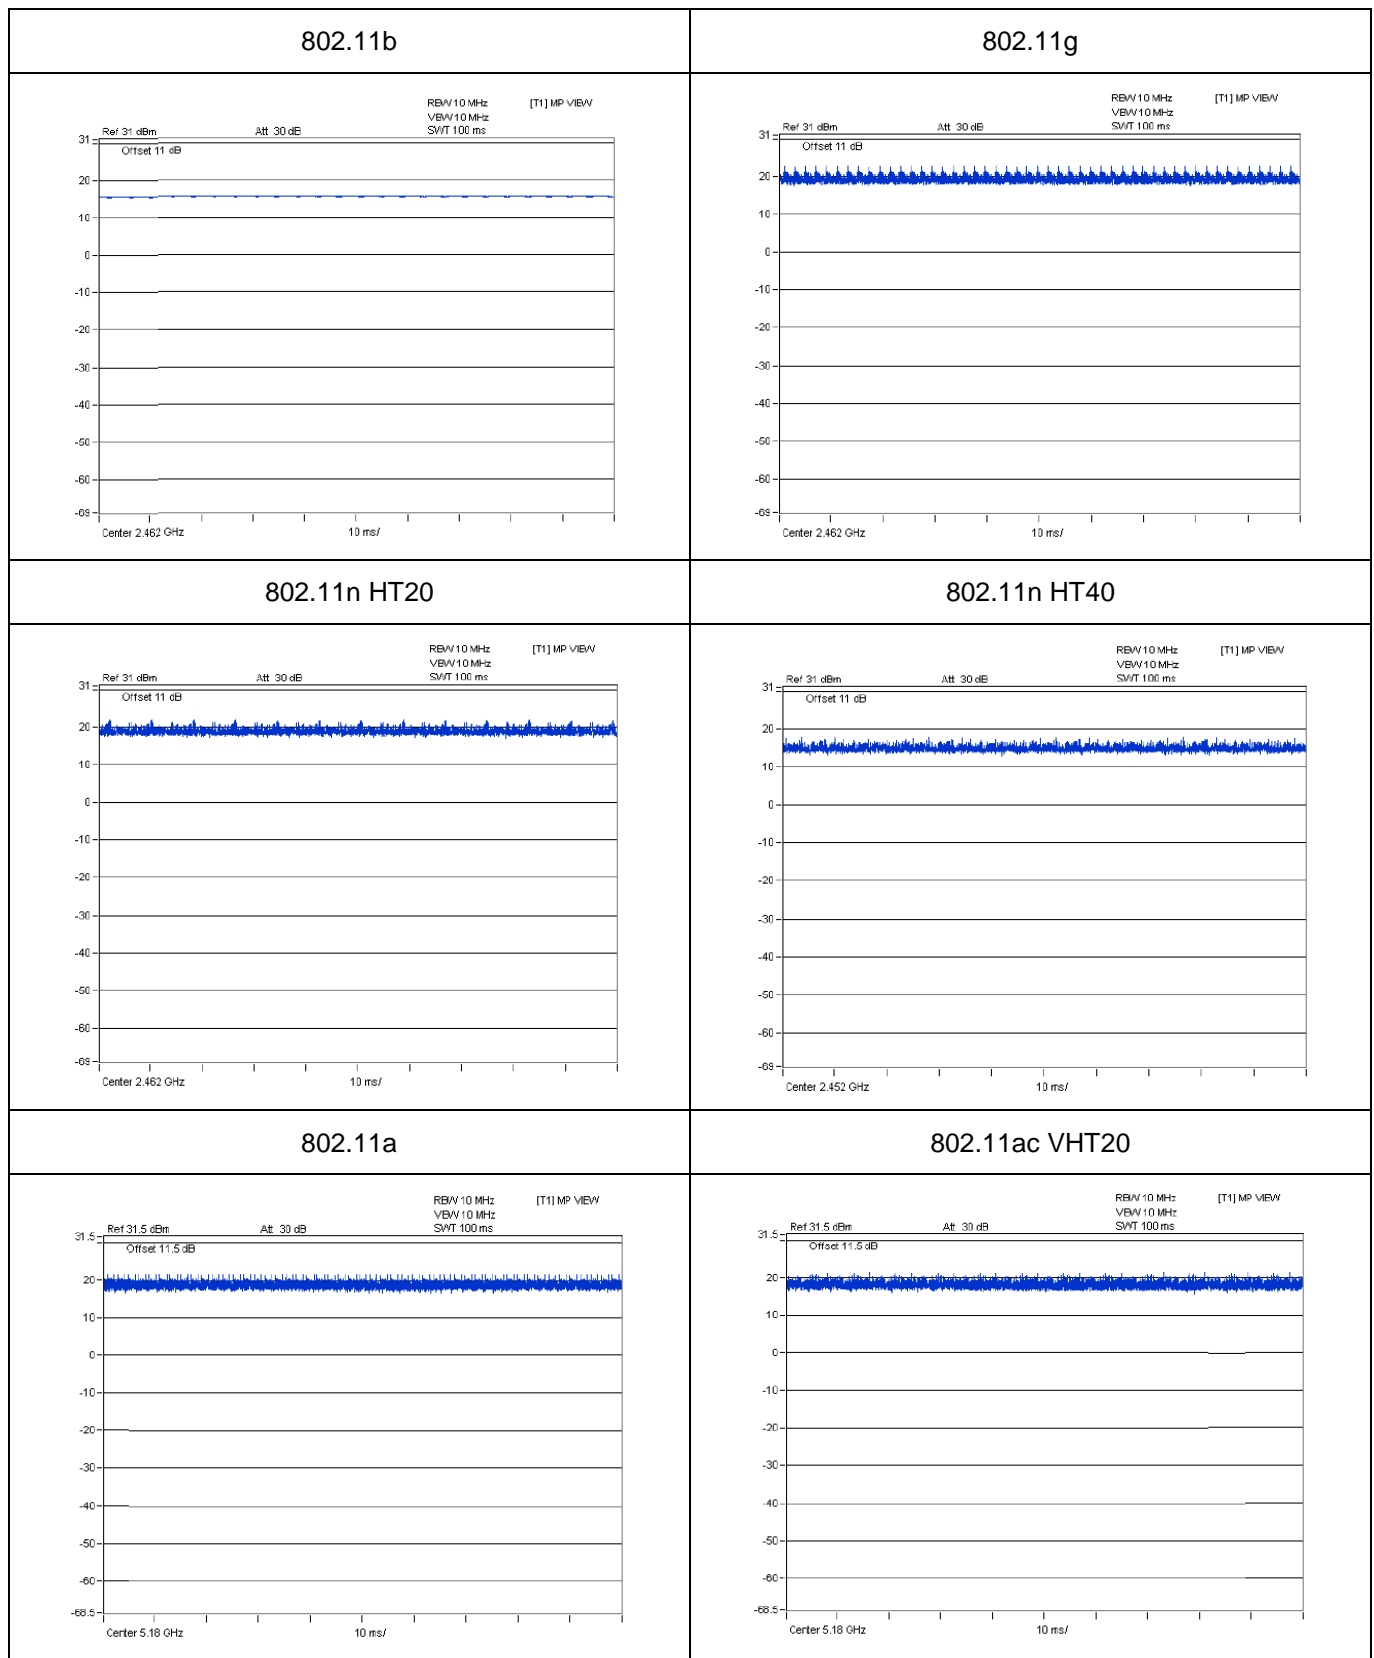 802.11b
802.11g
RBW 10 MHz [T1] MP VIEW
VBW 10 MHz
Ref 31 dBm Att 30 dB SWT 100 ms
31
Offset 11 dB
20
10
0
-10
-20
-30
-40
-50
-60
-69
Center 2.462 GHz 10 ms/
RBW 10 MHz [T1] MP VIEW
VBW 10 MHz
Ref 31 dBm Att 30 dB SWT 100 ms
31
Offset 11 dB
20
10
0
-10
-20
-30
-40
-50
-60
-69
Center 2.462 GHz 10 ms/
802.11n HT20
802.11n HT40
RBW 10 MHz [T1] MP VIEW
VBW 10 MHz
Ref 31 dBm Att 30 dB SWT 100 ms
31
Offset 11 dB
20
10
0
-10
-20
-30
-40
-50
-60
-69
Center 2.462 GHz 10 ms/
RBW 10 MHz [T1] MP VIEW
VBW 10 MHz
Ref 31 dBm Att 30 dB SWT 100 ms
31
Offset 11 dB
20
10
0
-10
-20
-30
-40
-50
-60
-69
Center 2.452 GHz 10 ms/
802.11a
802.11ac VHT20
RBW 10 MHz [T1] MP VIEW
VBW 10 MHz
Ref 31.5 dBm Att 30 dB SWT 100 ms
31.5
Offset 11.5 dB
20
10
0
-10
-20
-30
-40
-50
-60
-68.5
Center 5.18 GHz 10 ms/
RBW 10 MHz [T1] MP VIEW
VBW 10 MHz
Ref 31.5 dBm Att 30 dB SWT 100 ms
31.5
Offset 11.5 dB
20
10
0
-10
-20
-30
-40
-50
-60
-68.5
Center 5.18 GHz 10 ms/